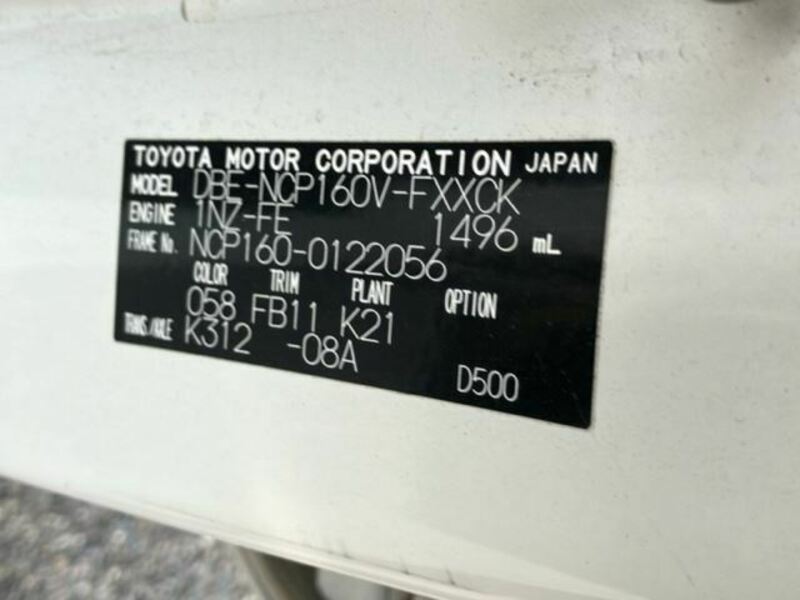 TOYOTA MOTOR CORPORATION JAPAN
MODEL DBE-NCP160V-FXXCK
ENGINE 1NZ-FE 1496 mL
FRAME No. NCP160-0122056
COLOR TRIM PLANT OPTION
058 FB11 K21
TRANS./AXLE K312 -08A
D500